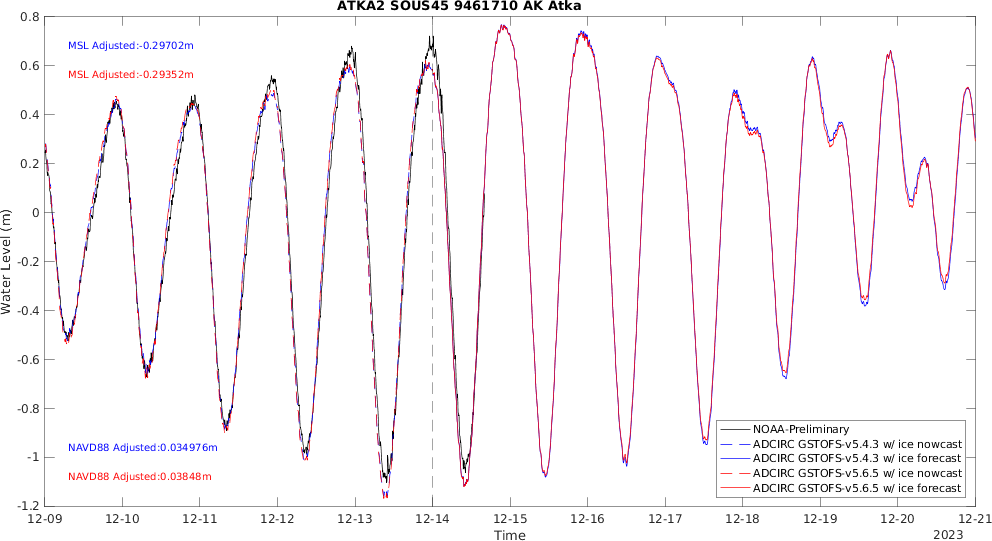 ATKA2 SOUS45 9461710 AK Atka
0.8
0.6
0.4
0.2
0
-0.2
-0.4
-0.6
-0.8
-1
-1.2
Water Level (m)
MSL Adjusted:-0.29702m
MSL Adjusted:-0.29352m
NAVD88 Adjusted:0.034976m
NAVD88 Adjusted:0.03848m
NOAA-Preliminary
ADCIRC GSTOFS-v5.4.3 w/ ice nowcast
ADCIRC GSTOFS-v5.4.3 w/ ice forecast
ADCIRC GSTOFS-v5.6.5 w/ ice nowcast
ADCIRC GSTOFS-v5.6.5 w/ ice forecast
12-09 12-10 12-11 12-12 12-13 12-14 12-15 12-16 12-17 12-18 12-19 12-20 12-21
Time
2023